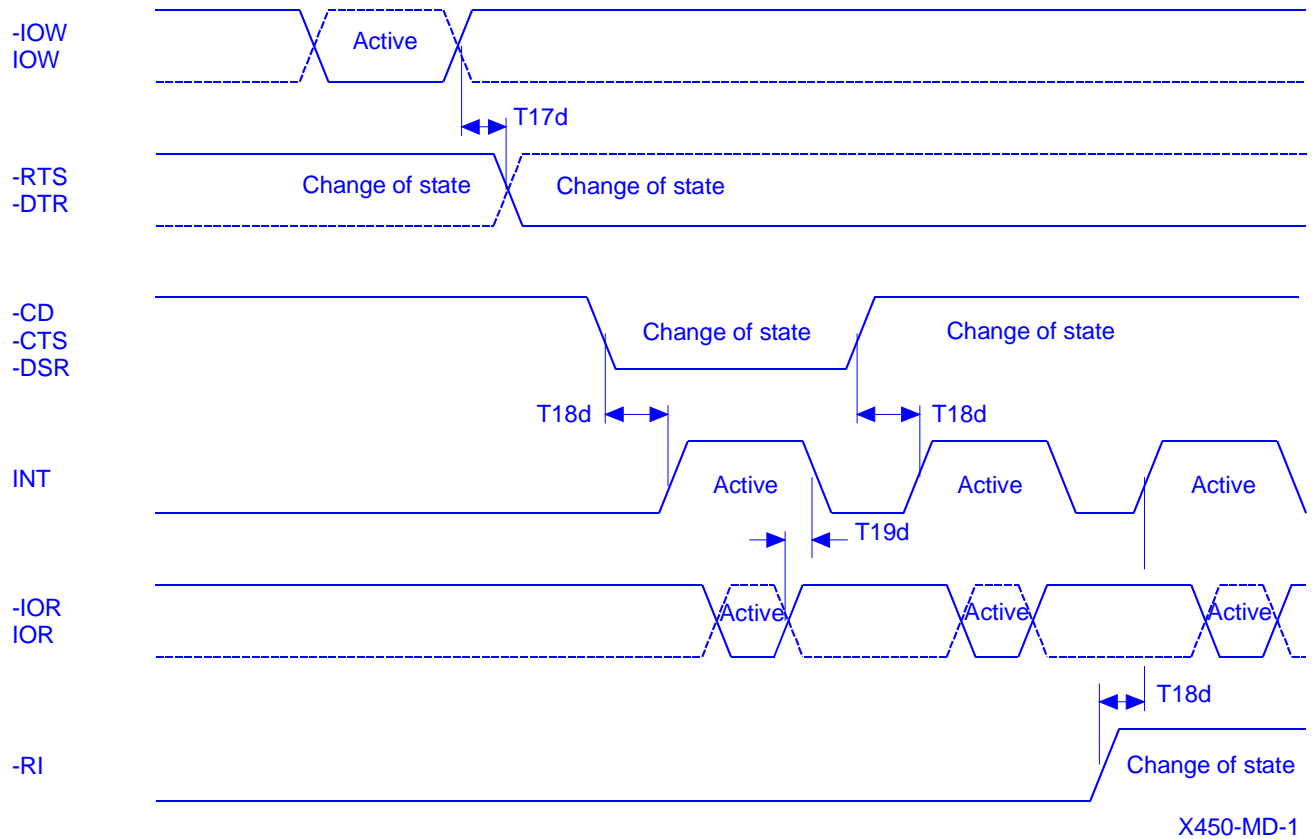 -IOW
IOW
Active
T17d
-RTS
-DTR
Change of state
Change of state
-CD
-CTS
-DSR
Change of state
Change of state
T18d
T18d
INT
Active
Active
Active
T19d
-IOR
IOR
Active
Active
Active
T18d
-RI
Change of state
X450-MD-1